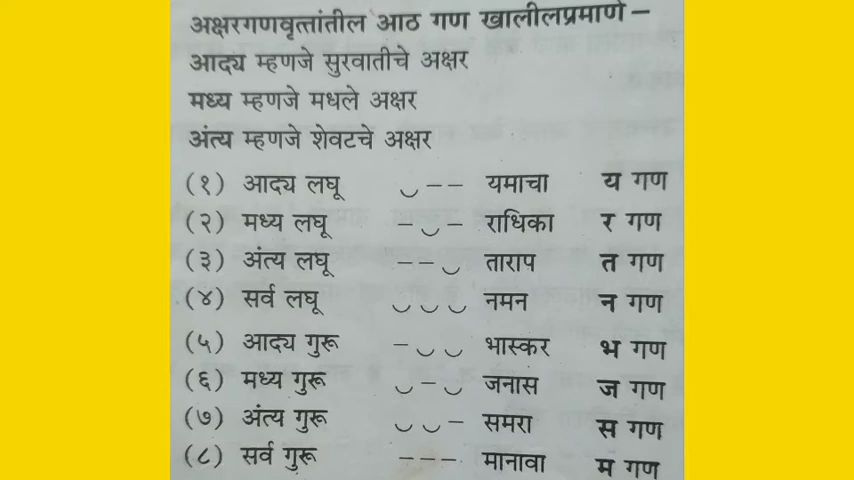 अक्षरगणवृत्तांतील आठ गण खालीलप्रमाणे –
आद्य म्हणजे सुरवातीचे अक्षर
मध्य म्हणजे मधले अक्षर
अंत्य म्हणजे शेवटचे अक्षर
(१) आद्य लघू ◡ – – यमाचा य गण
(२) मध्य लघू – ◡ – राधिका र गण
(३) अंत्य लघू – – ◡ ताराप त गण
(४) सर्व लघू ◡ ◡ ◡ नमन न गण
(५) आद्य गुरू – ◡ ◡ भास्कर भ गण
(६) मध्य गुरू ◡ – ◡ जनास ज गण
(७) अंत्य गुरू ◡ ◡ – समरा स गण
(८) सर्व गुरू – – – मानावा म गण